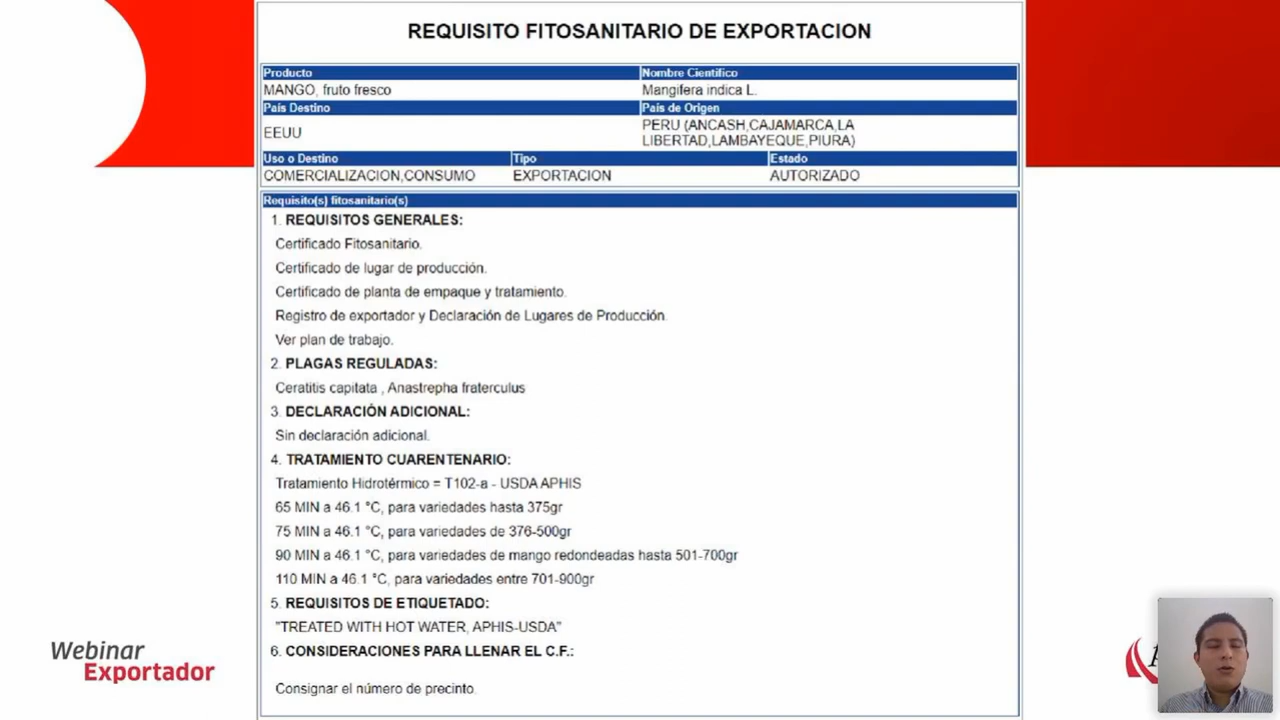 REQUISITO FITOSANITARIO DE EXPORTACION
Producto Nombre Científico
MANGO, fruto fresco Mangifera indica L.
País Destino País de Origen
EEUU PERU (ANCASH,CAJAMARCA,LA
LIBERTAD,LAMBAYEQUE,PIURA)
Uso o Destino Tipo Estado
COMERCIALIZACION,CONSUMO EXPORTACION AUTORIZADO
Requisito(s) fitosanitario(s)
1. REQUISITOS GENERALES:
Certificado Fitosanitario.
Certificado de lugar de producción.
Certificado de planta de empaque y tratamiento.
Registro de exportador y Declaración de Lugares de Producción.
Ver plan de trabajo.
2. PLAGAS REGULADAS:
Ceratitis capitata , Anastrepha fraterculus
3. DECLARACIÓN ADICIONAL:
Sin declaración adicional.
4. TRATAMIENTO CUARENTENARIO:
Tratamiento Hidrotérmico = T102-a - USDA APHIS
65 MIN a 46.1 °C, para variedades hasta 375gr
75 MIN a 46.1 °C, para variedades de 376-500gr
90 MIN a 46.1 °C, para variedades de mango redondeadas hasta 501-700gr
110 MIN a 46.1 °C, para variedades entre 701-900gr
5. REQUISITOS DE ETIQUETADO:
"TREATED WITH HOT WATER, APHIS-USDA"
6. CONSIDERACIONES PARA LLENAR EL C.F.:
Consignar el número de precinto.
Webinar
Exportador